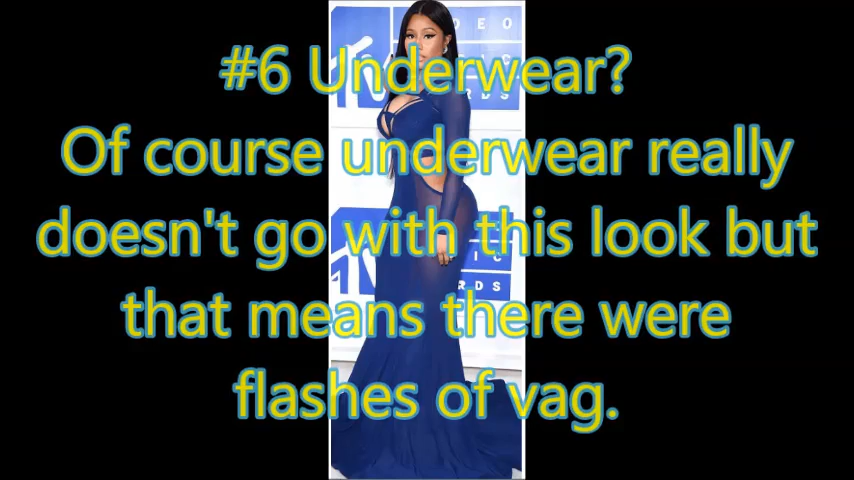 #6 Underwear?
Of course underwear really
doesn't go with this look but
that means there were
flashes of vag.